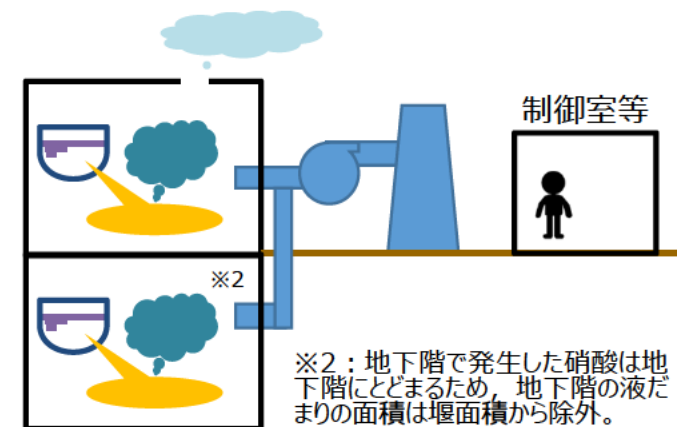 制御室等
※2
※2：地下階で発生した硝酸は地
下階にとどまるため，地下階の液だ
まりの面積は堰面積から除外。